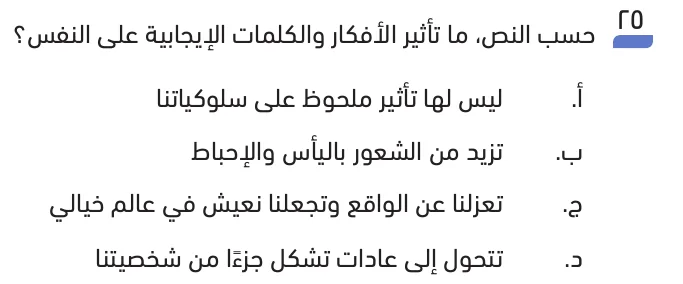 ٢٥ حسب النص، ما تأثير الأفكار والكلمات الإيجابية على النفس؟
أ. ليس لها تأثير ملحوظ على سلوكياتنا
ب. تزيد من الشعور باليأس والإحباط
ج. تعزلنا عن الواقع وتجعلنا نعيش في عالم خيالي
د. تتحول إلى عادات تشكل جزءًا من شخصيتنا